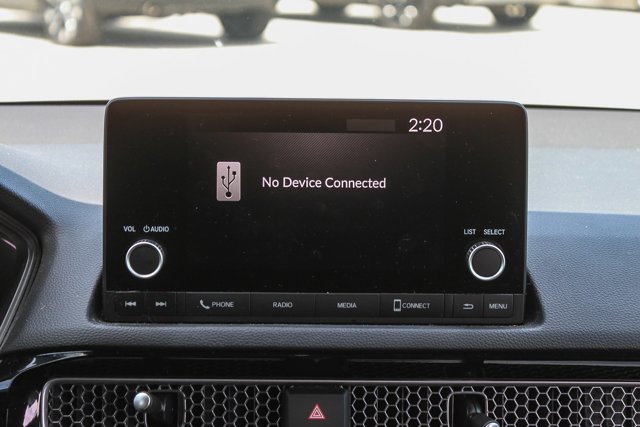 2:20
No Device Connected
VOL AUDIO
LIST SELECT
PHONE
RADIO
MEDIA
CONNECT
MENU